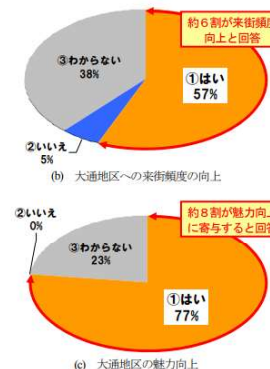 約６割が来街頻度
向上と回答
③わからない
38%
①はい
57%
②いいえ
5%
(b) 大通地区への来街頻度の向上
約８割が魅力向上
に寄与すると回答
②いいえ
0%
③わからない
23%
①はい
77%
(c) 大通地区の魅力向上